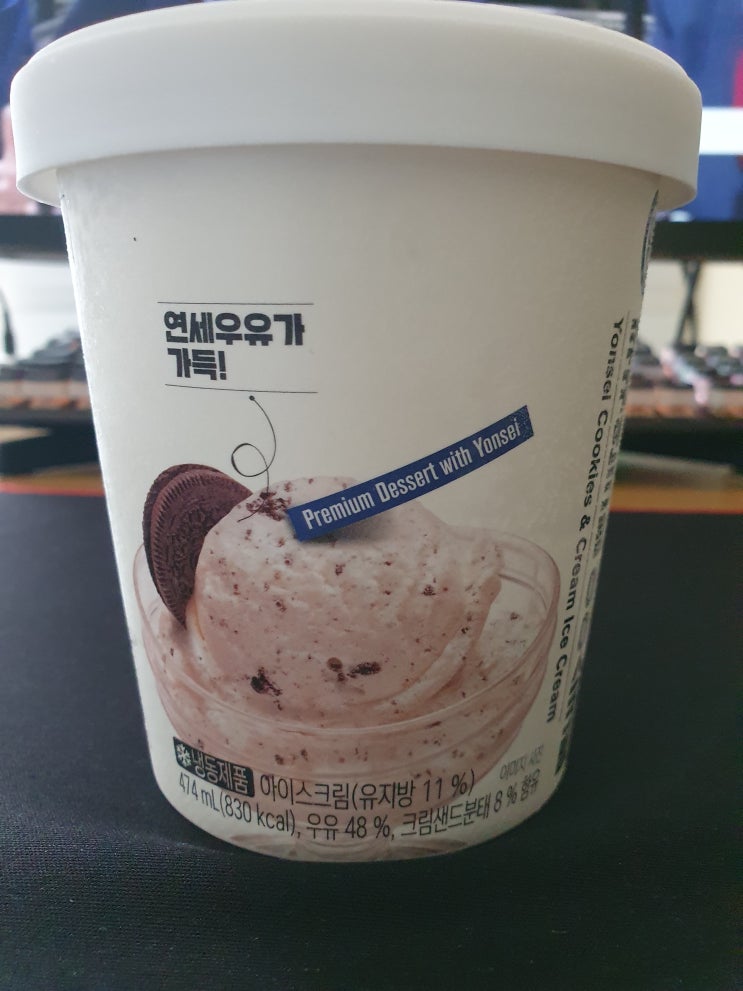 연세우유가
가득!
Premium Dessert with Yonsei
Yonsei Cookies & Cream Ice Cream
냉동제품 아이스크림(유지방 11 %)
이미지 사진
474 mL(830 kcal), 우유 48 %, 크림샌드분태 8 % 함유